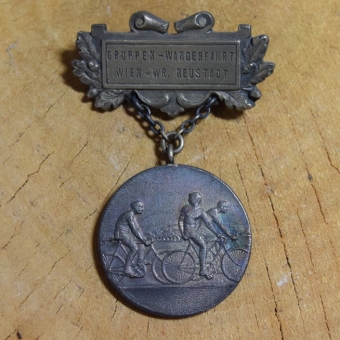 GRUPPEN-WANDERFAHRT
WIEN-WR. NEUSTADT